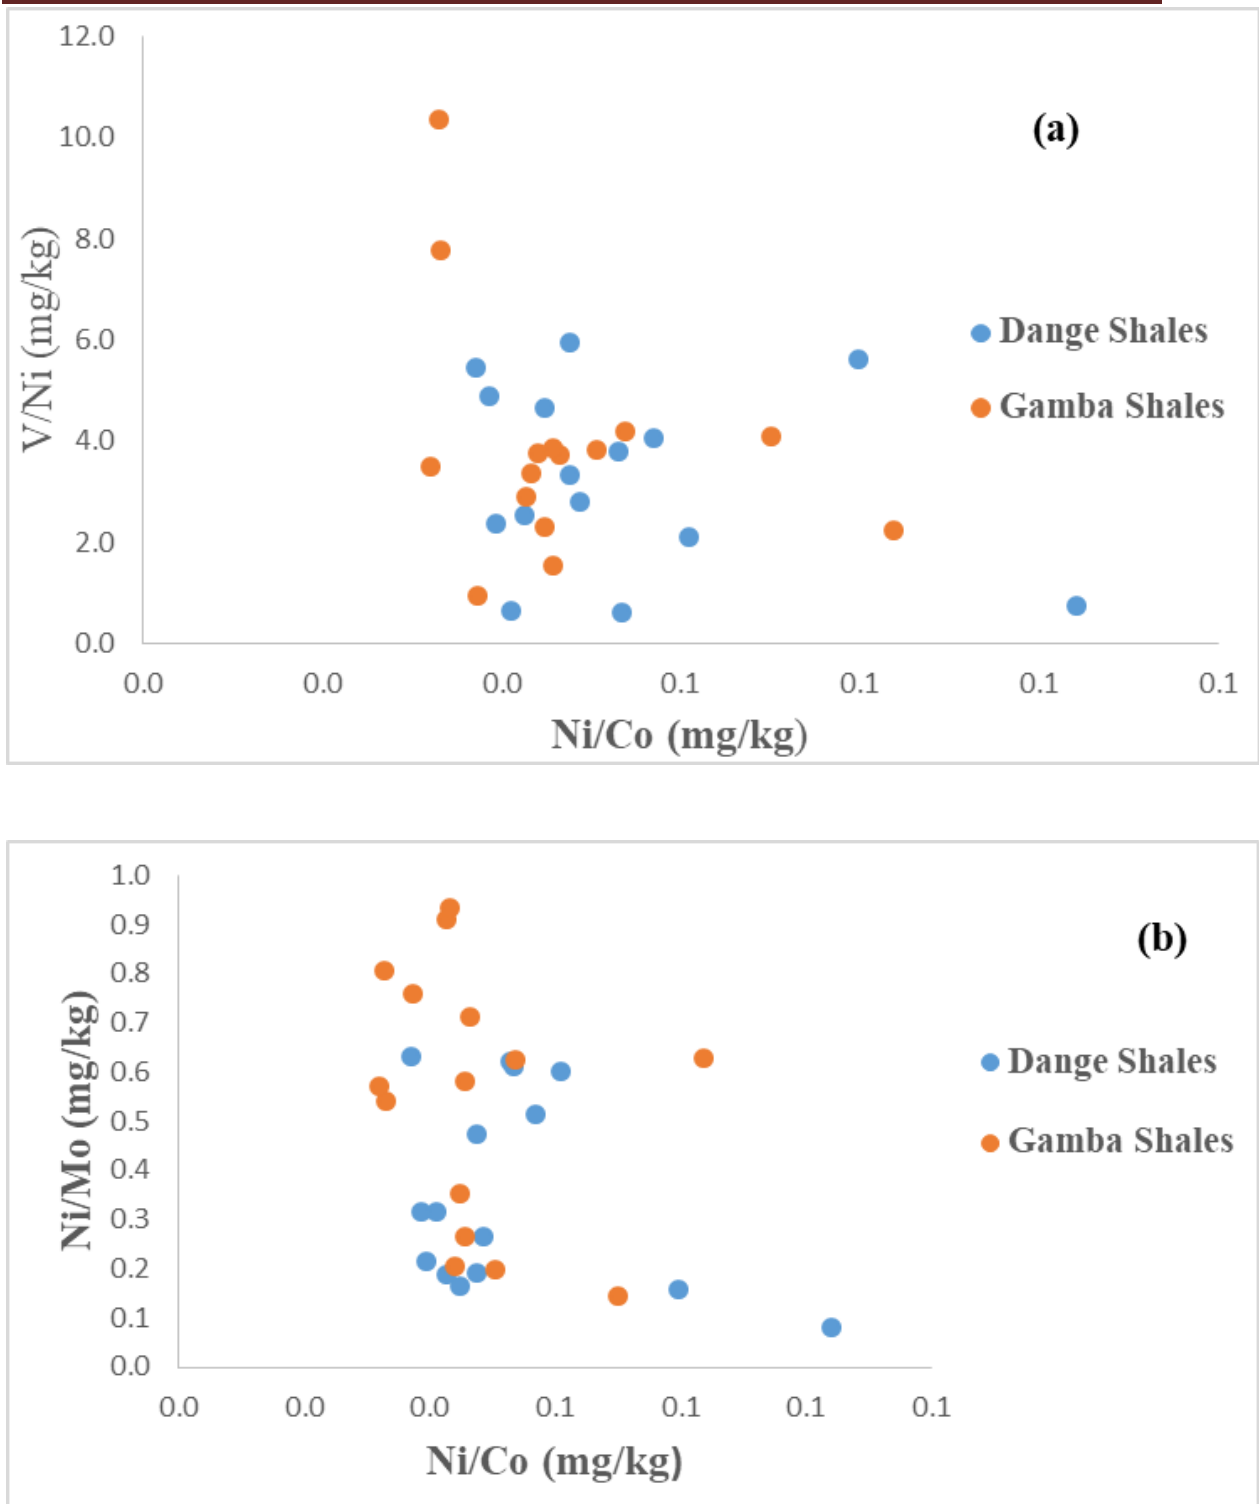 12.0
10.0
8.0
6.0
4.0
2.0
0.0
V/Ni (mg/kg)
(a)
Dange Shales
Gamba Shales
0.0 0.0 0.0 0.1 0.1 0.1 0.1
Ni/Co (mg/kg)
1.0
0.9
0.8
0.7
0.6
0.5
0.4
0.3
0.2
0.1
0.0
Ni/Mo (mg/kg)
(b)
Dange Shales
Gamba Shales
0.0 0.0 0.0 0.1 0.1 0.1 0.1
Ni/Co (mg/kg)